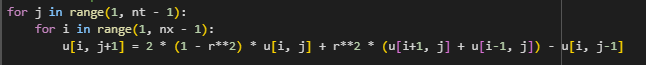 for j in range(1, nt - 1):
    for i in range(1, nx - 1):
        u[i, j+1] = 2 * (1 - r**2) * u[i, j] + r**2 * (u[i+1, j] + u[i-1, j]) - u[i, j-1]